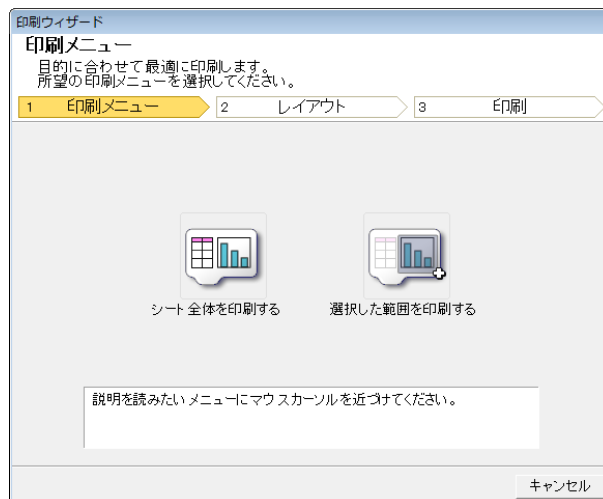 印刷ウィザード
印刷メニュー
目的に合わせて最適に印刷します。
所望の印刷メニューを選択してください。
1 印刷メニュー 2 レイアウト 3 印刷
シート全体を印刷する 選択した範囲を印刷する
説明を読みたいメニューにマウスカーソルを近づけてください。
キャンセル